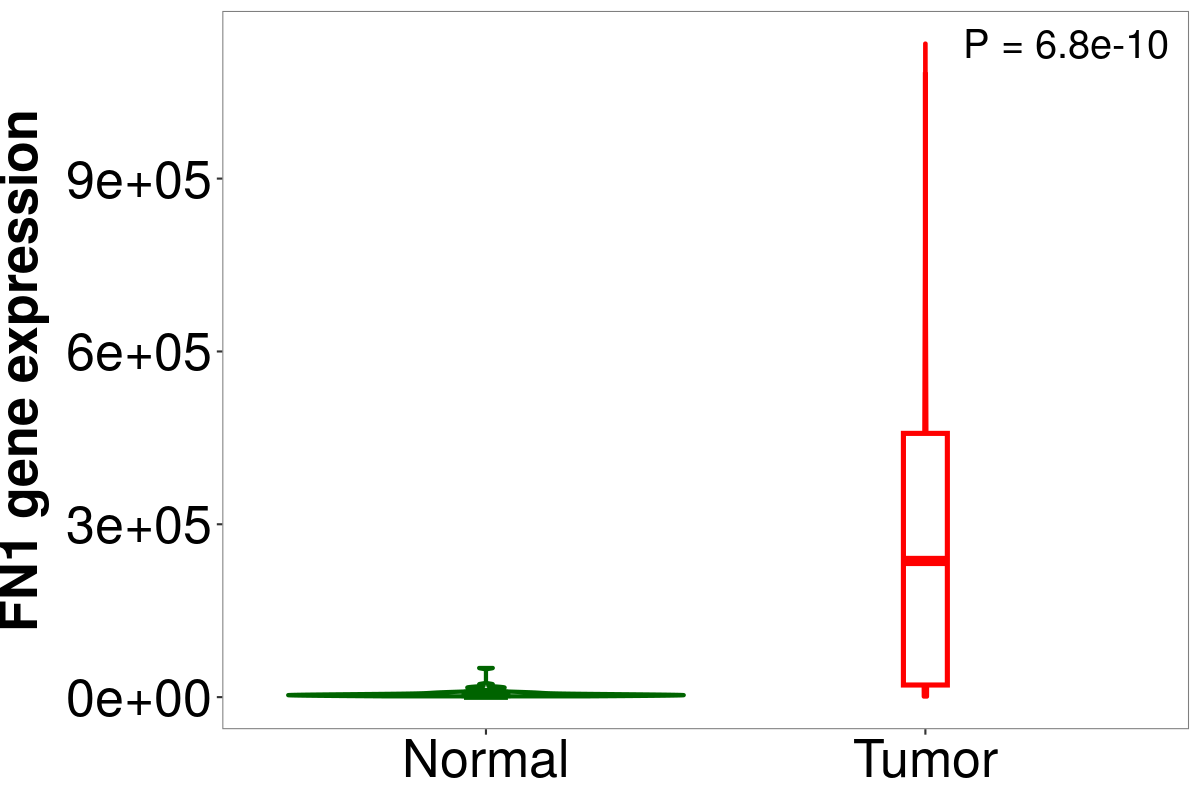 P = 6.8e-10
FN1 gene expression
9e+05
6e+05
3e+05
0e+00
Normal
Tumor